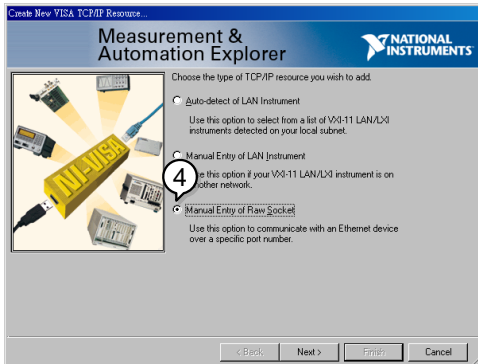 Create New VISA TCP/IP Resource...
Measurement &
Automation Explorer
NATIONAL
INSTRUMENTS
NI-VISA
Choose the type of TCP/IP resource you wish to add.
Auto-detect of LAN Instrument
Use this option to select from a list of VXI-11 LAN/LXI
instruments detected on your local subnet.
Manual Entry of LAN Instrument
this option if your VXI-11 LAN/LXI instrument is on
another network.
4
Manual Entry of Raw Socket
Use this option to communicate with an Ethernet device
over a specific port number.
< Back
Next >
Finish
Cancel